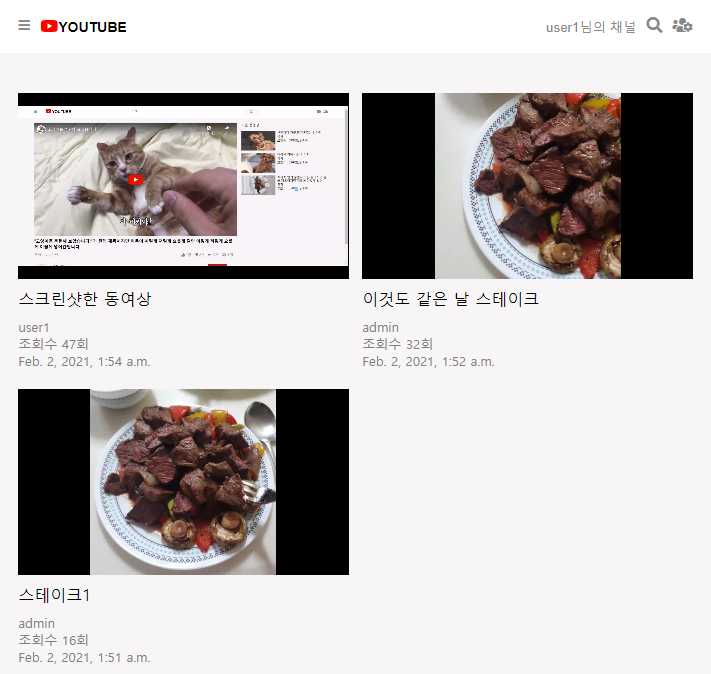 YOUTUBE
user1님의 채널
YOUTUBE
스크린샷한 동여상
user1
조회수 47회
Feb. 2, 2021, 1:54 a.m.
이것도 같은 날 스테이크
admin
조회수 32회
Feb. 2, 2021, 1:52 a.m.
스테이크1
admin
조회수 16회
Feb. 2, 2021, 1:51 a.m.